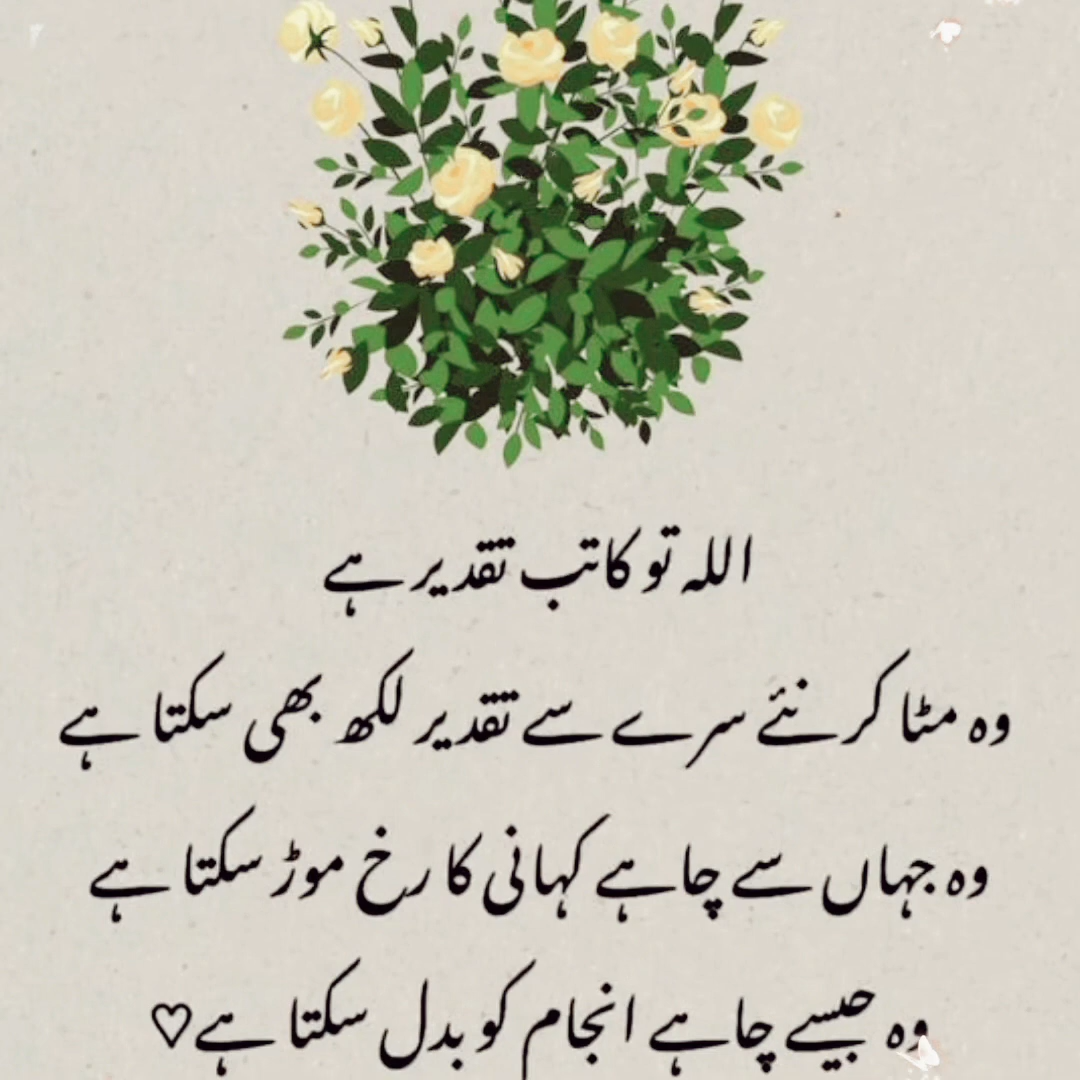 اللہ تو کاتب تقدیر ہے
وہ مٹا کر نئے سرے سے تقدیر لکھ بھی سکتا ہے
وہ جہاں سے چاہے کہانی کا رخ موڑ سکتا ہے
وہ جیسے چاہے انجام کو بدل سکتا ہے♡